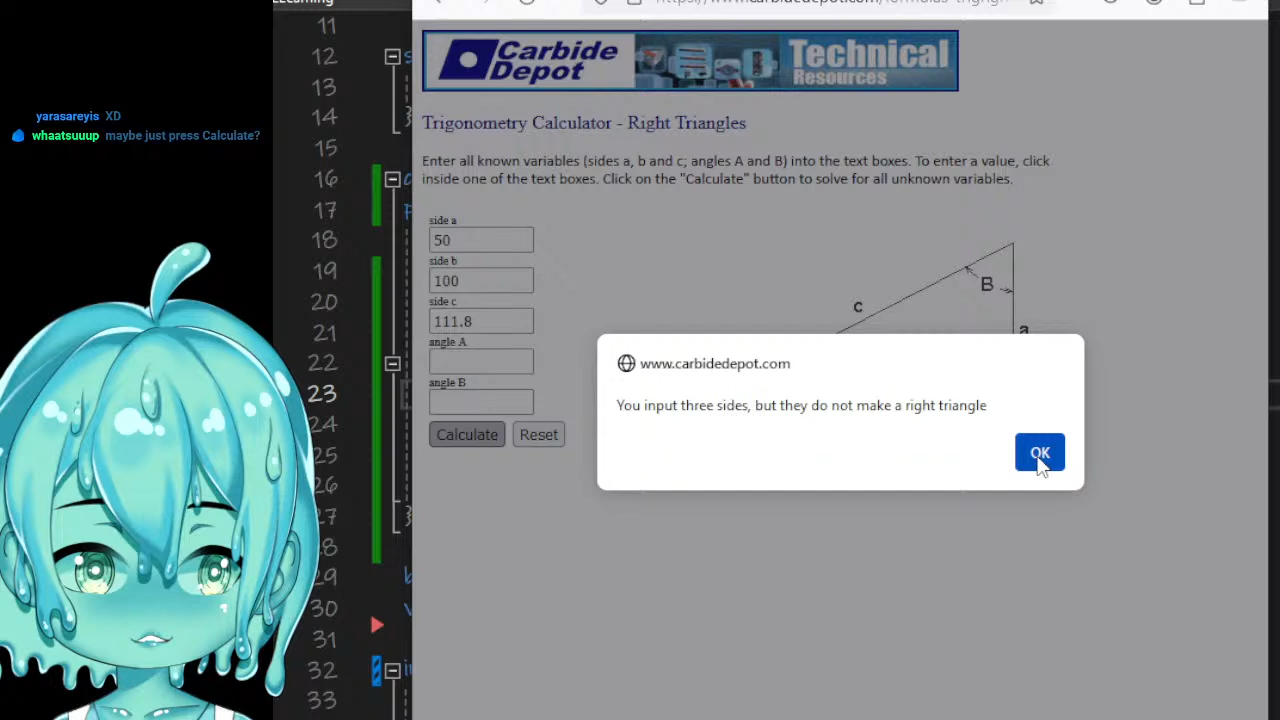 11
12
13
14
15
16
17
18
19
20
21
22
23
24
25
26
27
28
29
30
31
32
33
yarasareyis XD
whaatsuuup maybe just press Calculate?
Carbide Depot
Technical Resources
Trigonometry Calculator - Right Triangles
Enter all known variables (sides a, b and c; angles A and B) into the text boxes. To enter a value, click
inside one of the text boxes. Click on the "Calculate" button to solve for all unknown variables.
side a
50
side b
100
side c
111.8
angle A
angle B
Calculate Reset
B
c
a
www.carbidedepot.com
You input three sides, but they do not make a right triangle
OK